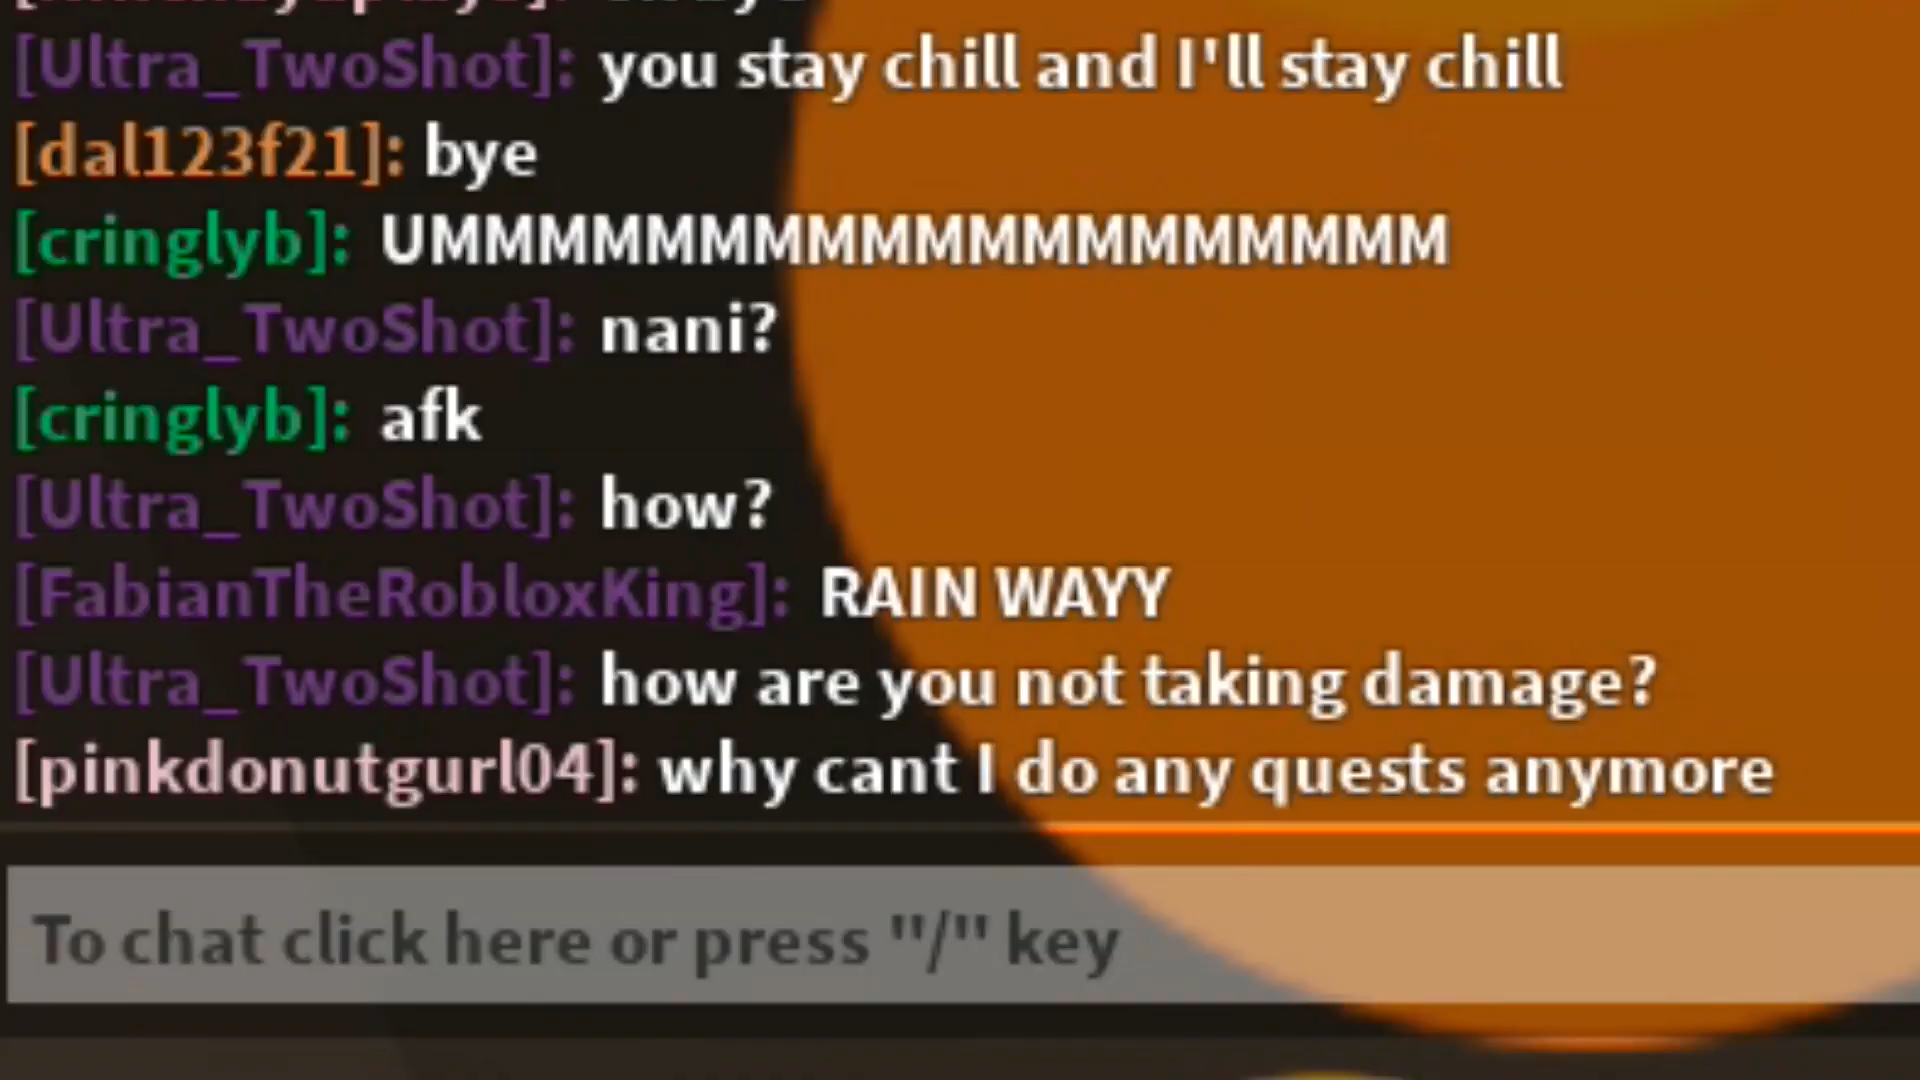 [Ultra_TwoShot]: you stay chill and I'll stay chill
[dal123f21]: bye
[cringlyb]: UMMMMMMMMMMMMMMMMMMM
[Ultra_TwoShot]: nani?
[cringlyb]: afk
[Ultra_TwoShot]: how?
[FabianTheRobloxKing]: RAIN WAYY
[Ultra_TwoShot]: how are you not taking damage?
[pinkdonutgurl04]: why cant I do any quests anymore
To chat click here or press "/" key